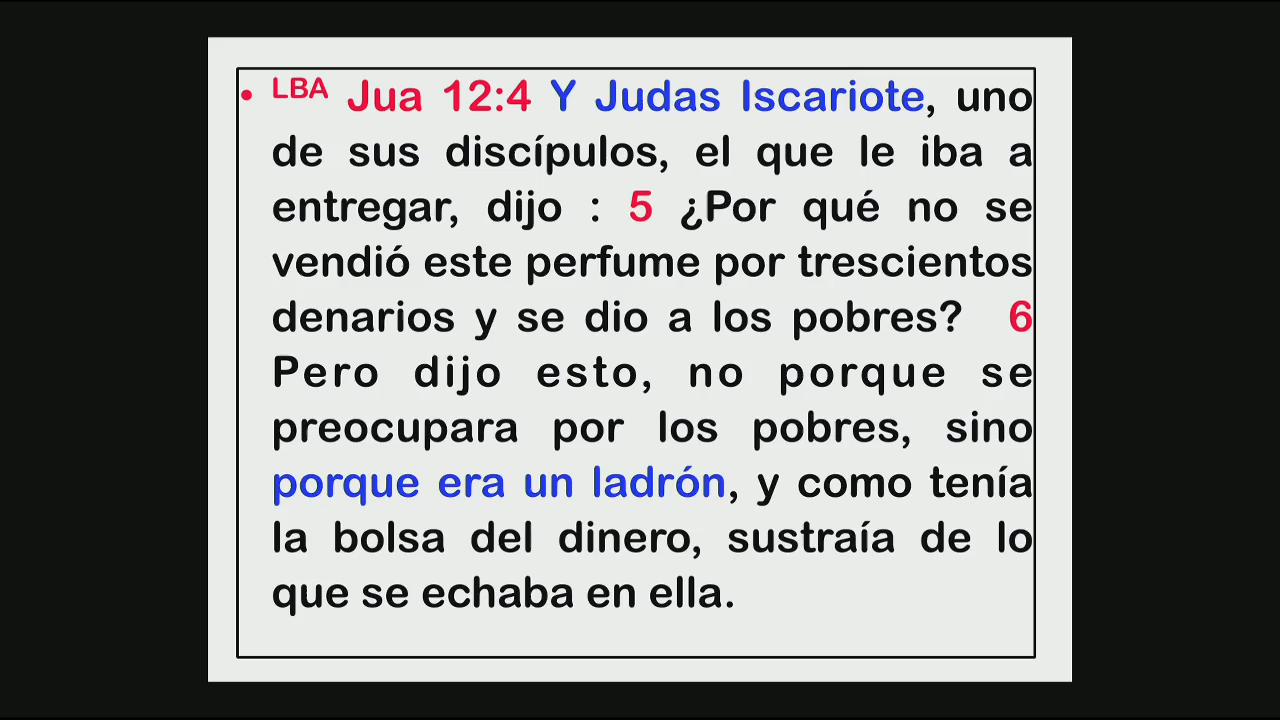 • LBA Jua 12:4 Y Judas Iscariote, uno
de sus discípulos, el que le iba a
entregar, dijo : 5 ¿Por qué no se
vendió este perfume por trescientos
denarios y se dio a los pobres? 6
Pero dijo esto, no porque se
preocupara por los pobres, sino
porque era un ladrón, y como tenía
la bolsa del dinero, sustraía de lo
que se echaba en ella.